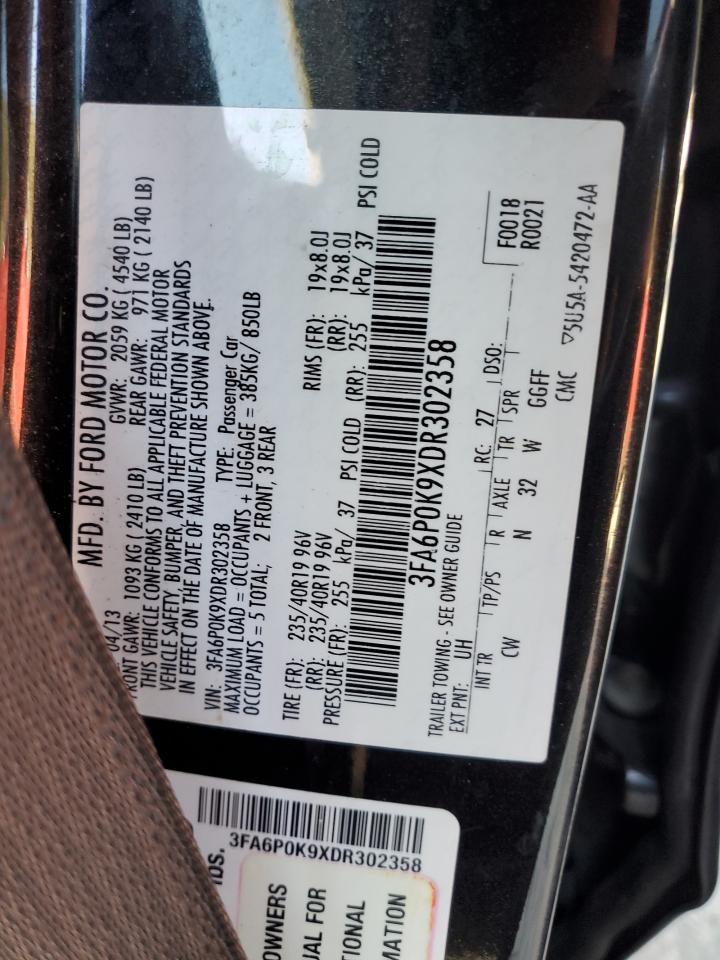 MFD. BY FORD MOTOR CO.
04/13 GVWR: 2059 KG ( 4540 LB)
FRONT GAWR: 1093 KG ( 2410 LB) REAR GAWR: 971 KG ( 2140 LB)
THIS VEHICLE CONFORMS TO ALL APPLICABLE FEDERAL MOTOR
VEHICLE SAFETY, BUMPER, AND THEFT PREVENTION STANDARDS
IN EFFECT ON THE DATE OF MANUFACTURE SHOWN ABOVE.
VIN: 3FA6P0K9XDR302358 TYPE: Passenger Car
MAXIMUM LOAD = OCCUPANTS + LUGGAGE = 385KG/ 850LB
OCCUPANTS = 5 TOTAL; 2 FRONT, 3 REAR
TIRE (FR): 235/40R19 96V RIMS (FR): 19x8.0J
(RR): 235/40R19 96V (RR): 19x8.0J
PRESSURE (FR): 255 kPa/ 37 PSI COLD (RR): 255 kPa/ 37 PSI COLD
3FA6P0K9XDR302358
TRAILER TOWING - SEE OWNER GUIDE
EXT PNT: UH RC: 27 DSO: F0018
R0021
INT TR TP/PS R AXLE TR SPR
CW N 32 W GGFF
CMC ▽5U5A-5420472-AA
3FA6P0K9XDR302358
IDS.
OWNERS
UAL FOR
TIONAL
MATION